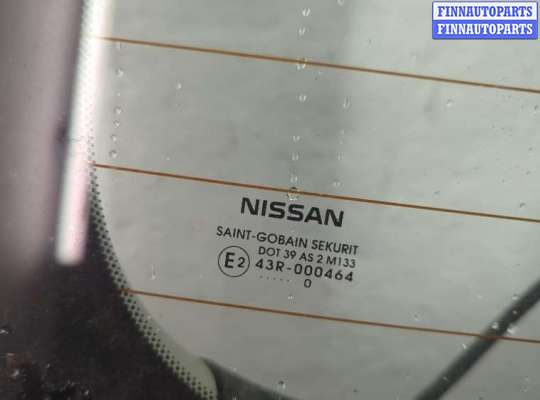 FINNAUTOPARTS
FINNAUTOPARTS
NISSAN
SAINT-GOBAIN SEKURIT
DOT 39 AS 2 M133
E2 43R-000464
..... 0